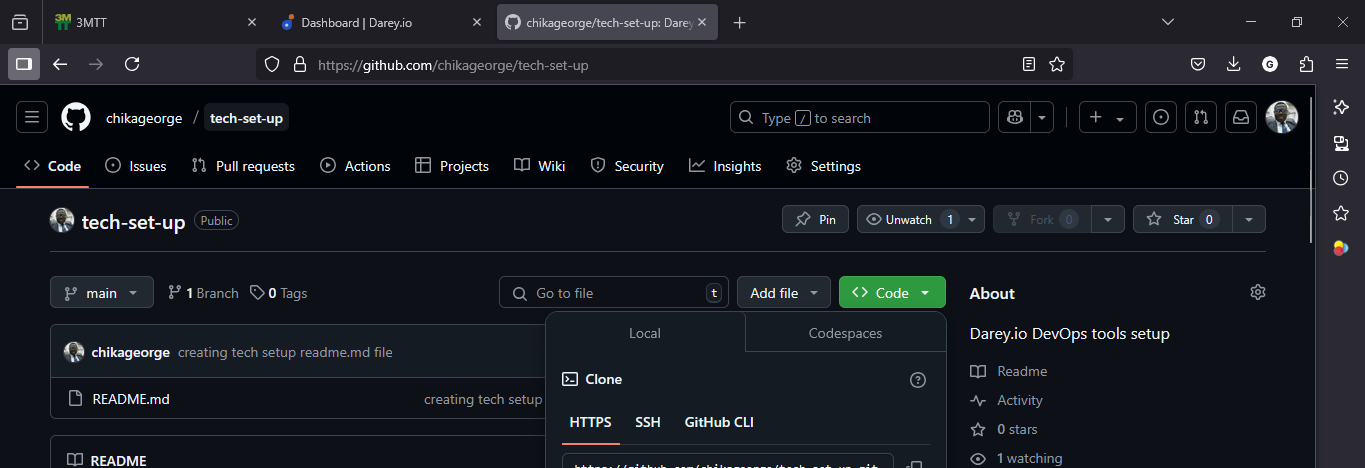 3MTT
Dashboard | Darey.io
chikageorge/tech-set-up: Darey
https://github.com/chikageorge/tech-set-up
G
chikageorge / tech-set-up
Type / to search
Code Issues Pull requests Actions Projects Wiki Security Insights Settings
tech-set-up Public
Pin Unwatch 1 Fork 0 Star 0
main 1 Branch 0 Tags
Go to file t Add file Code
About
Local Codespaces
Darey.io DevOps tools setup
chikageorge creating tech setup readme.md file
Readme
Clone
README.md creating tech setup
Activity
HTTPS SSH GitHub CLI
0 stars
README
1 watching
https://github.com/chikageorge/tech-set-up.git